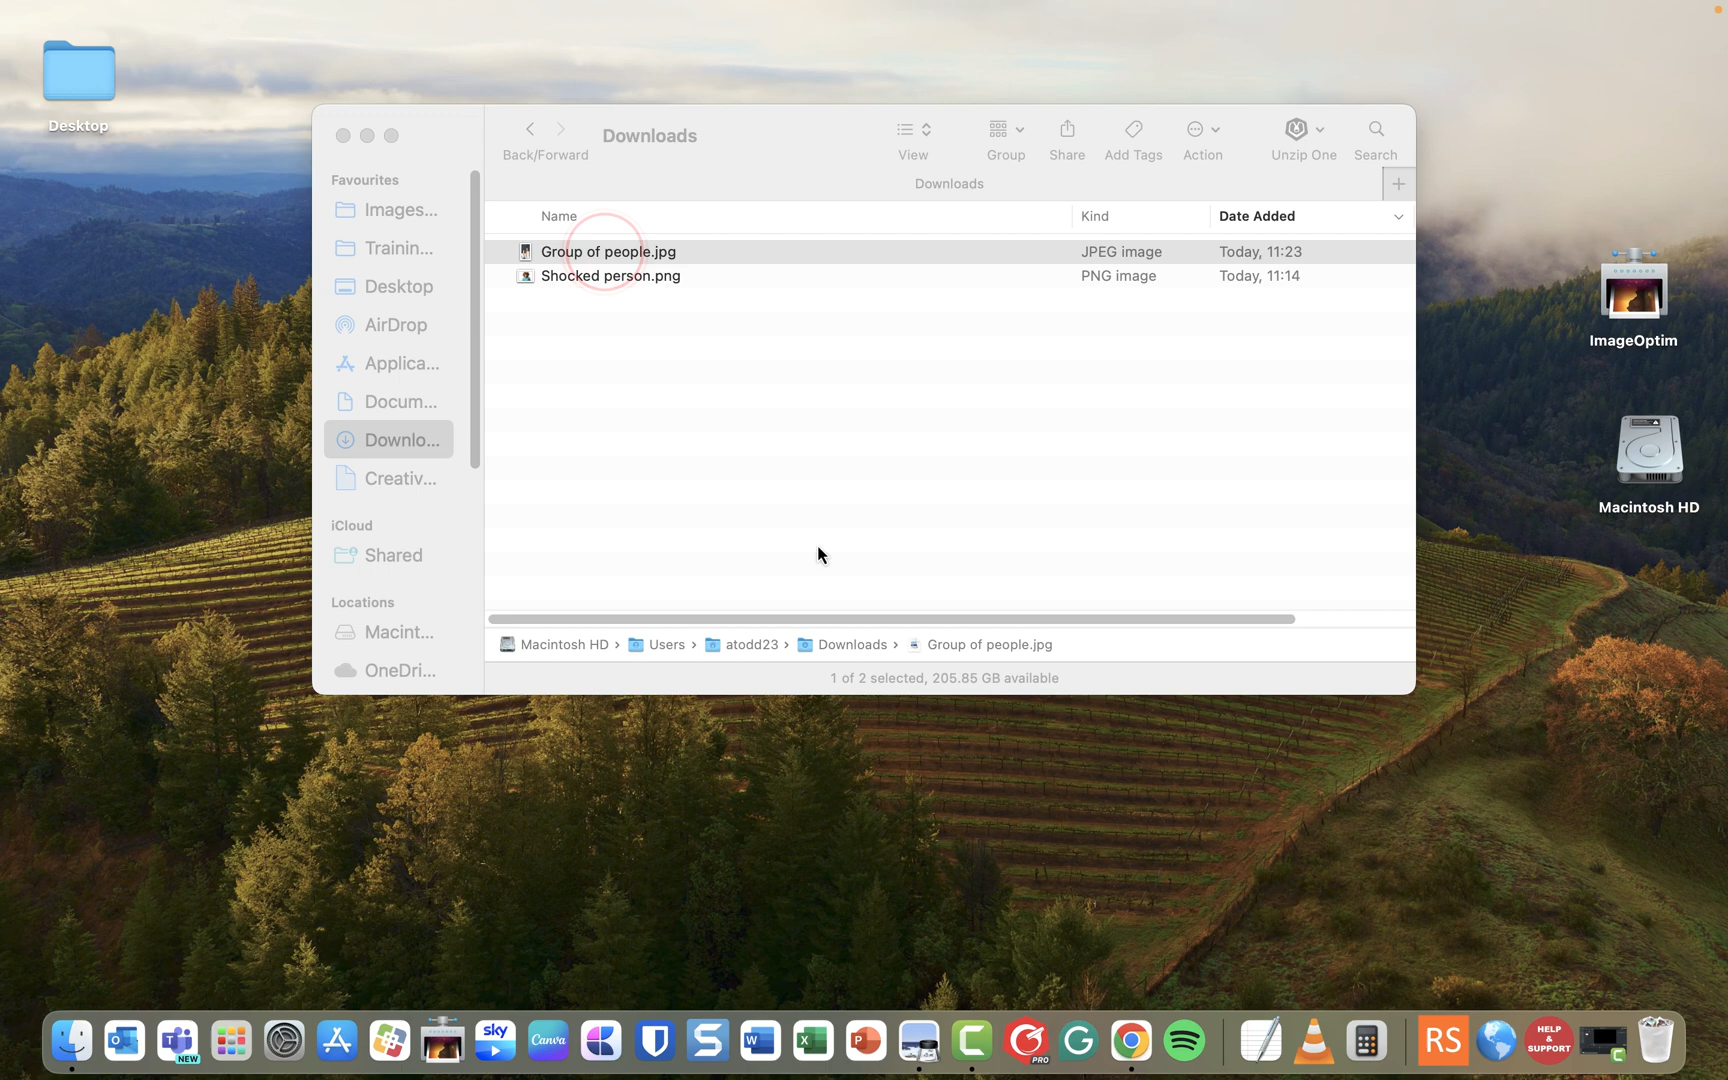 Desktop
Back/Forward
Downloads
View
Group
Share
Add Tags
Action
Unzip One
Search
Downloads
Favourites
Images...
Trainin...
Desktop
AirDrop
Applica...
Docum...
Downlo...
Creativ...
iCloud
Shared
Locations
Macint...
OneDri...
Name Kind Date Added
Group of people.jpg JPEG image Today, 11:23
Shocked person.png PNG image Today, 11:14
Macintosh HD › Users › atodd23 › Downloads › Group of people.jpg
1 of 2 selected, 205.85 GB available
ImageOptim
Macintosh HD
NEW
sky
Canva
S
W
X
P
PRO
RS
HELP
&
SUPPORT